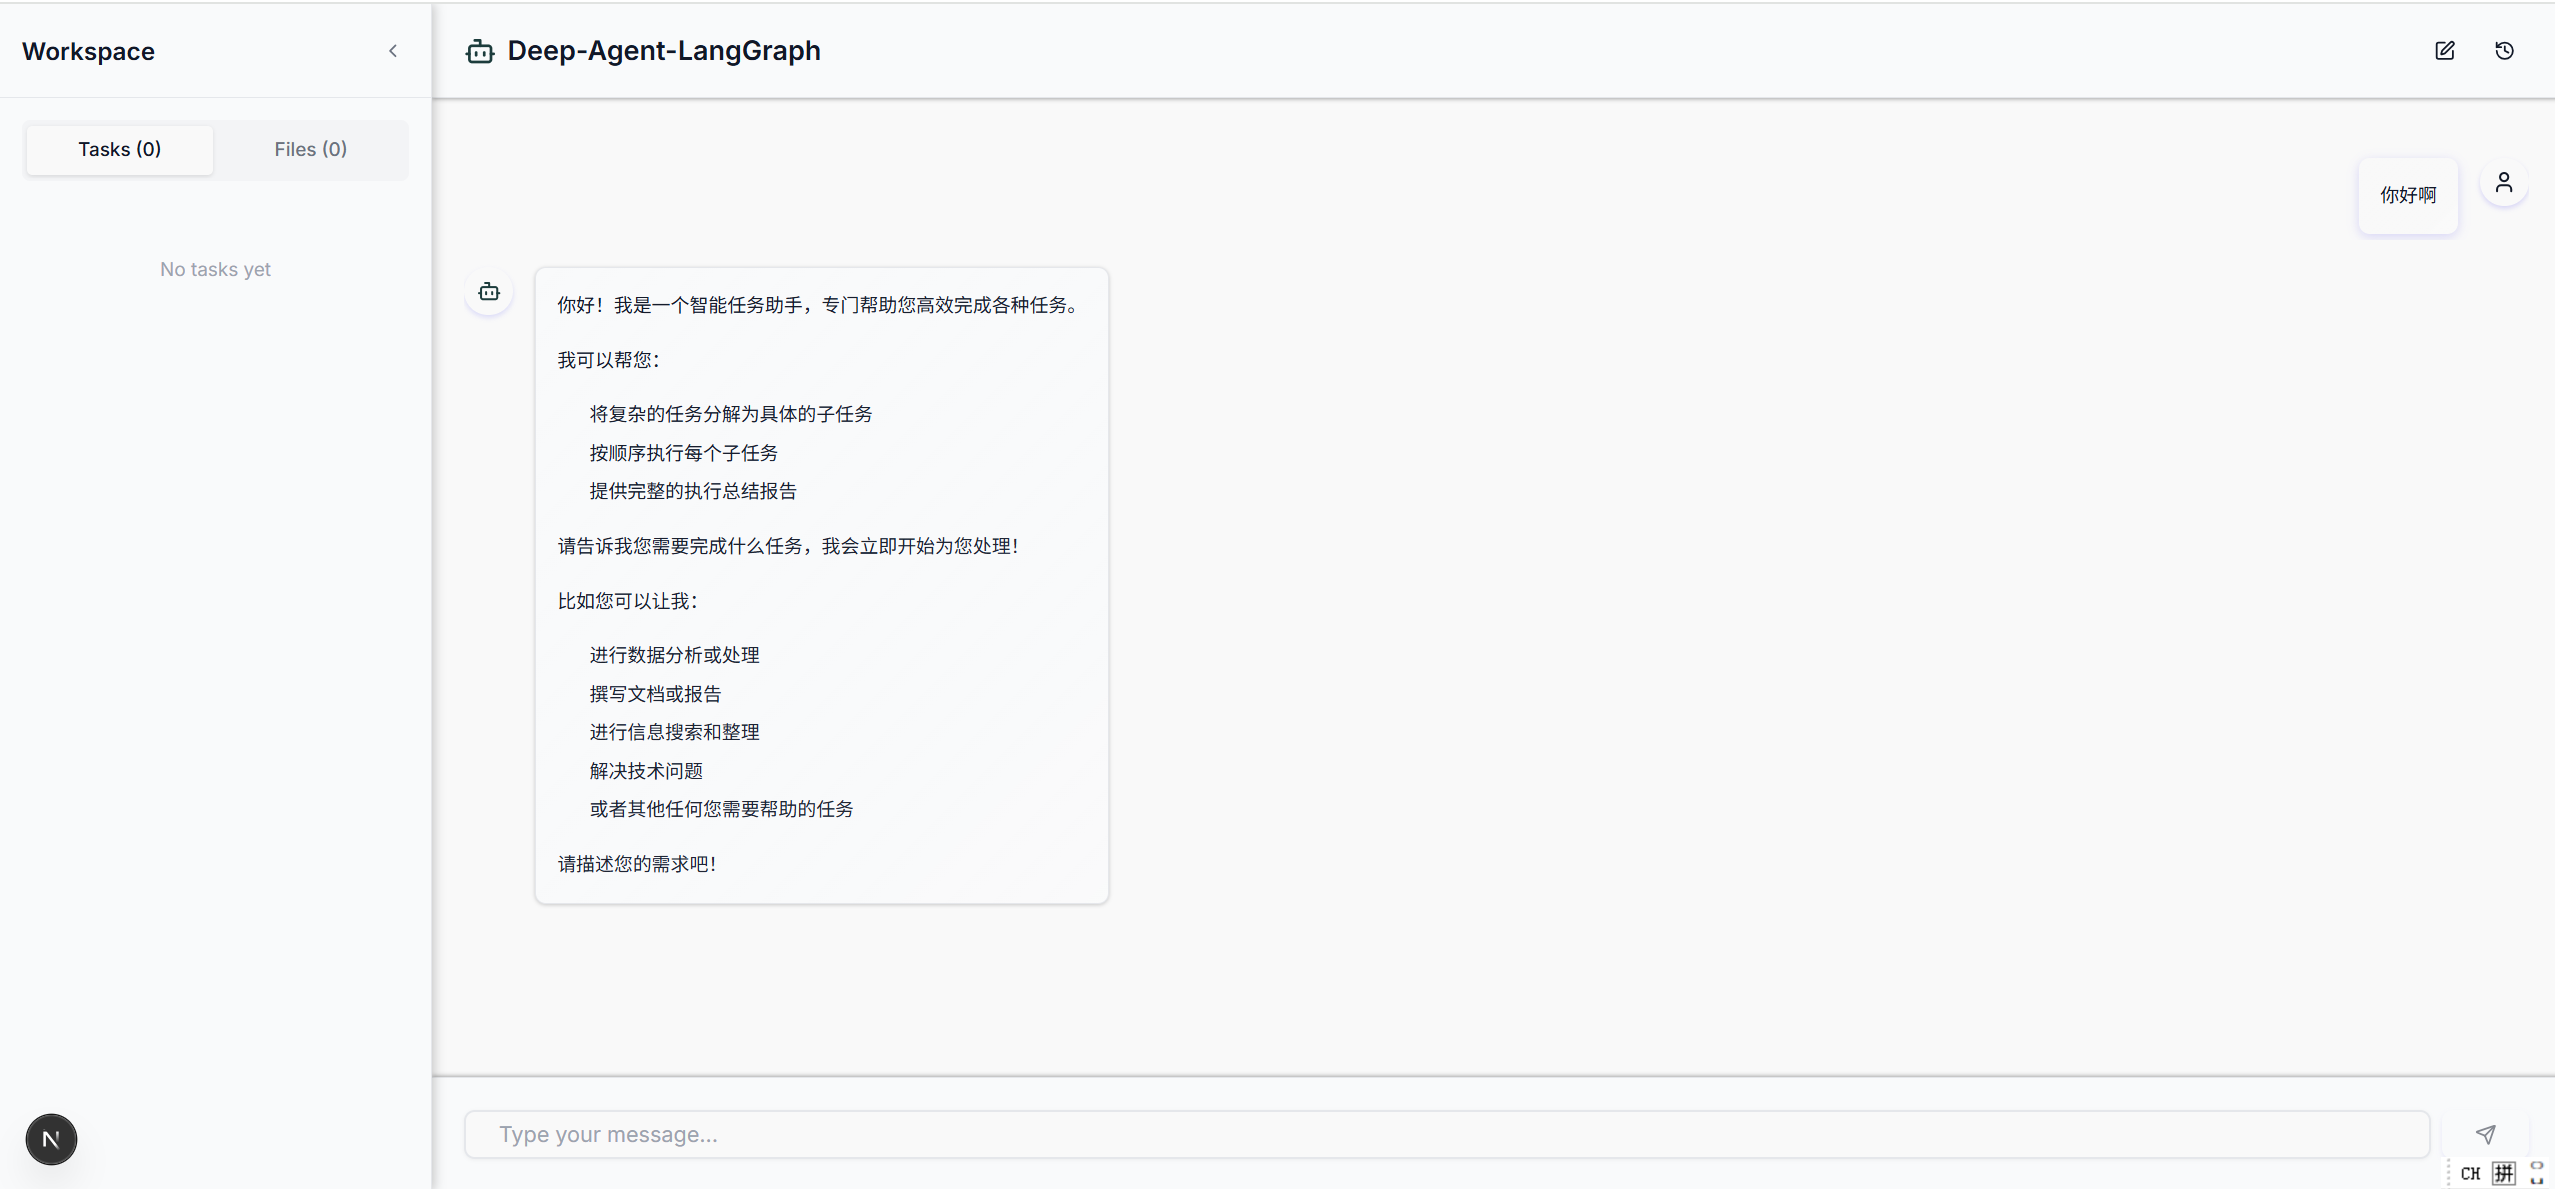 Workspace
Deep-Agent-LangGraph
Tasks (0)
Files (0)
No tasks yet
你好啊
你好！我是一个智能任务助手，专门帮助您高效完成各种任务。
我可以帮您：
将复杂的任务分解为具体的子任务
按顺序执行每个子任务
提供完整的执行总结报告
请告诉我您需要完成什么任务，我会立即开始为您处理！
比如您可以让我：
进行数据分析或处理
撰写文档或报告
进行信息搜索和整理
解决技术问题
或者其他任何您需要帮助的任务
请描述您的需求吧！
Type your message...
N
CH 拼